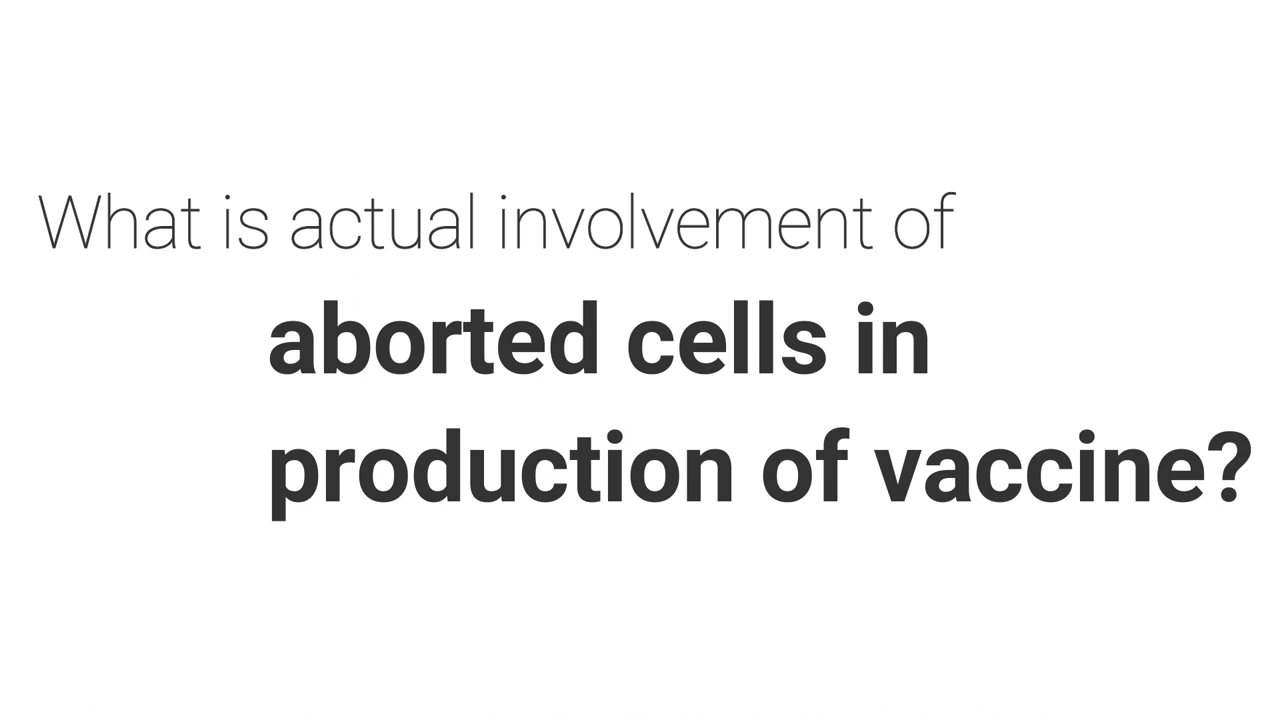 What is actual involvement of
aborted cells in
production of vaccine?